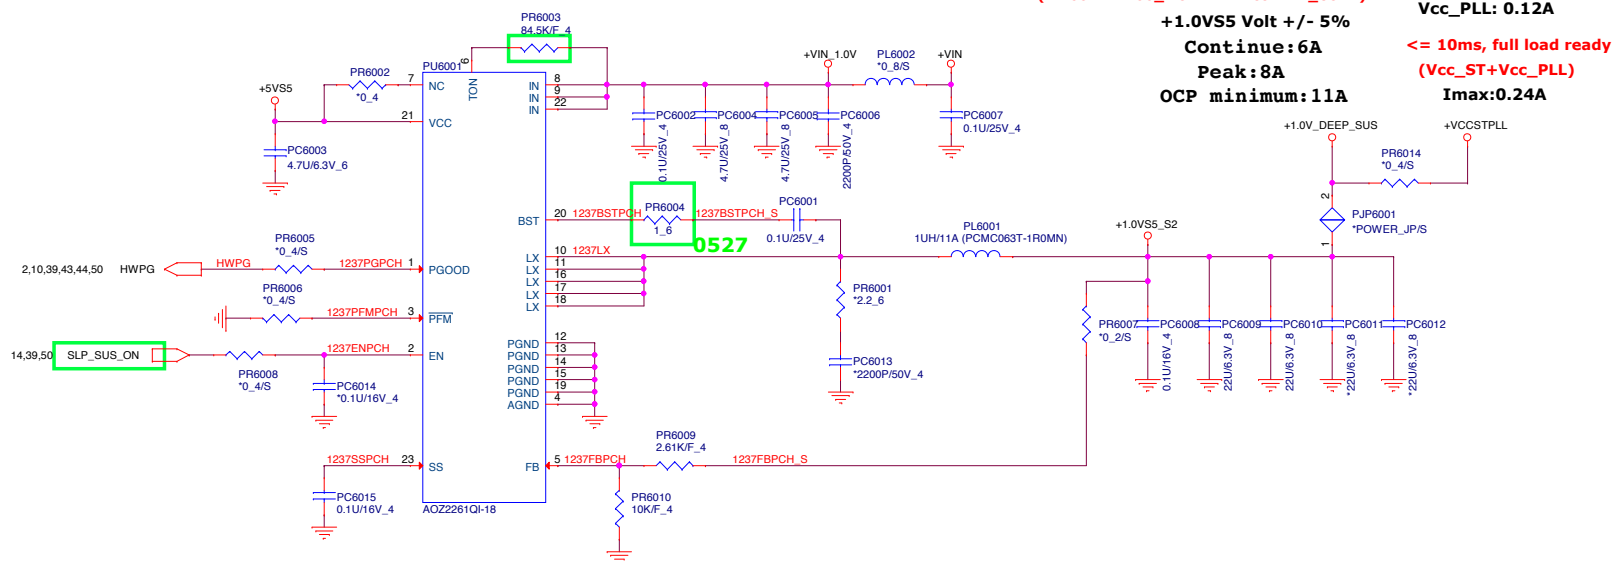 Vcc_PLL: 0.12A
+1.0VS5 Volt +/- 5%
Continue:6A
Peak:8A
OCP minimum:11A
<= 10ms, full load ready
(Vcc_ST+Vcc_PLL)
Imax:0.24A
PR6003
84.5K/F_4
6
PU6001
TON
PR6002
*0_4
7
NC
+5VS5
21
VCC
PC6003
4.7U/6.3V_6
8
IN
9
IN
22
IN
+VIN_1.0V
PL6002
*0_8/S
+VIN
PC6002
0.1U/25V_4
PC6004
4.7U/25V_8
PC6005
4.7U/25V_8
PC6006
2200P/50V_4
PC6007
0.1U/25V_4
+1.0V_DEEP_SUS
+VCCSTPLL
PR6014
*0_4/S
2
PJP6001
*POWER_JP/S
1
BST
20
1237BSTPCH
PR6004
1_6
1237BSTPCH_S
PC6001
0.1U/25V_4
0527
LX
10
1237LX
LX
11
LX
16
LX
17
LX
18
PL6001
1UH/11A (PCMC063T-1R0MN)
+1.0VS5_S2
2,10,39,43,44,50
HWPG
HWPG
PR6005
*0_4/S
1237PGPCH
1
PGOOD
PR6006
*0_4/S
1237PFMPCH
3
PFM
14,39,50
SLP_SUS_ON
PR6008
*0_4/S
1237ENPCH
2
EN
PC6014
*0.1U/16V_4
PR6001
*2.2_6
PC6013
*2200P/50V_4
PGND
12
PGND
13
PGND
14
PGND
15
PGND
19
AGND
4
PR6007
*0_2/S
PC6008
0.1U/16V_4
PC6009
22U/6.3V_8
PC6010
22U/6.3V_8
PC6011
*22U/6.3V_8
PC6012
*22U/6.3V_8
1237SSPCH
23
SS
PC6015
0.1U/16V_4
FB
5
1237FBPCH
PR6009
2.61K/F_4
1237FBPCH_S
PR6010
10K/F_4
AOZ2261QI-18